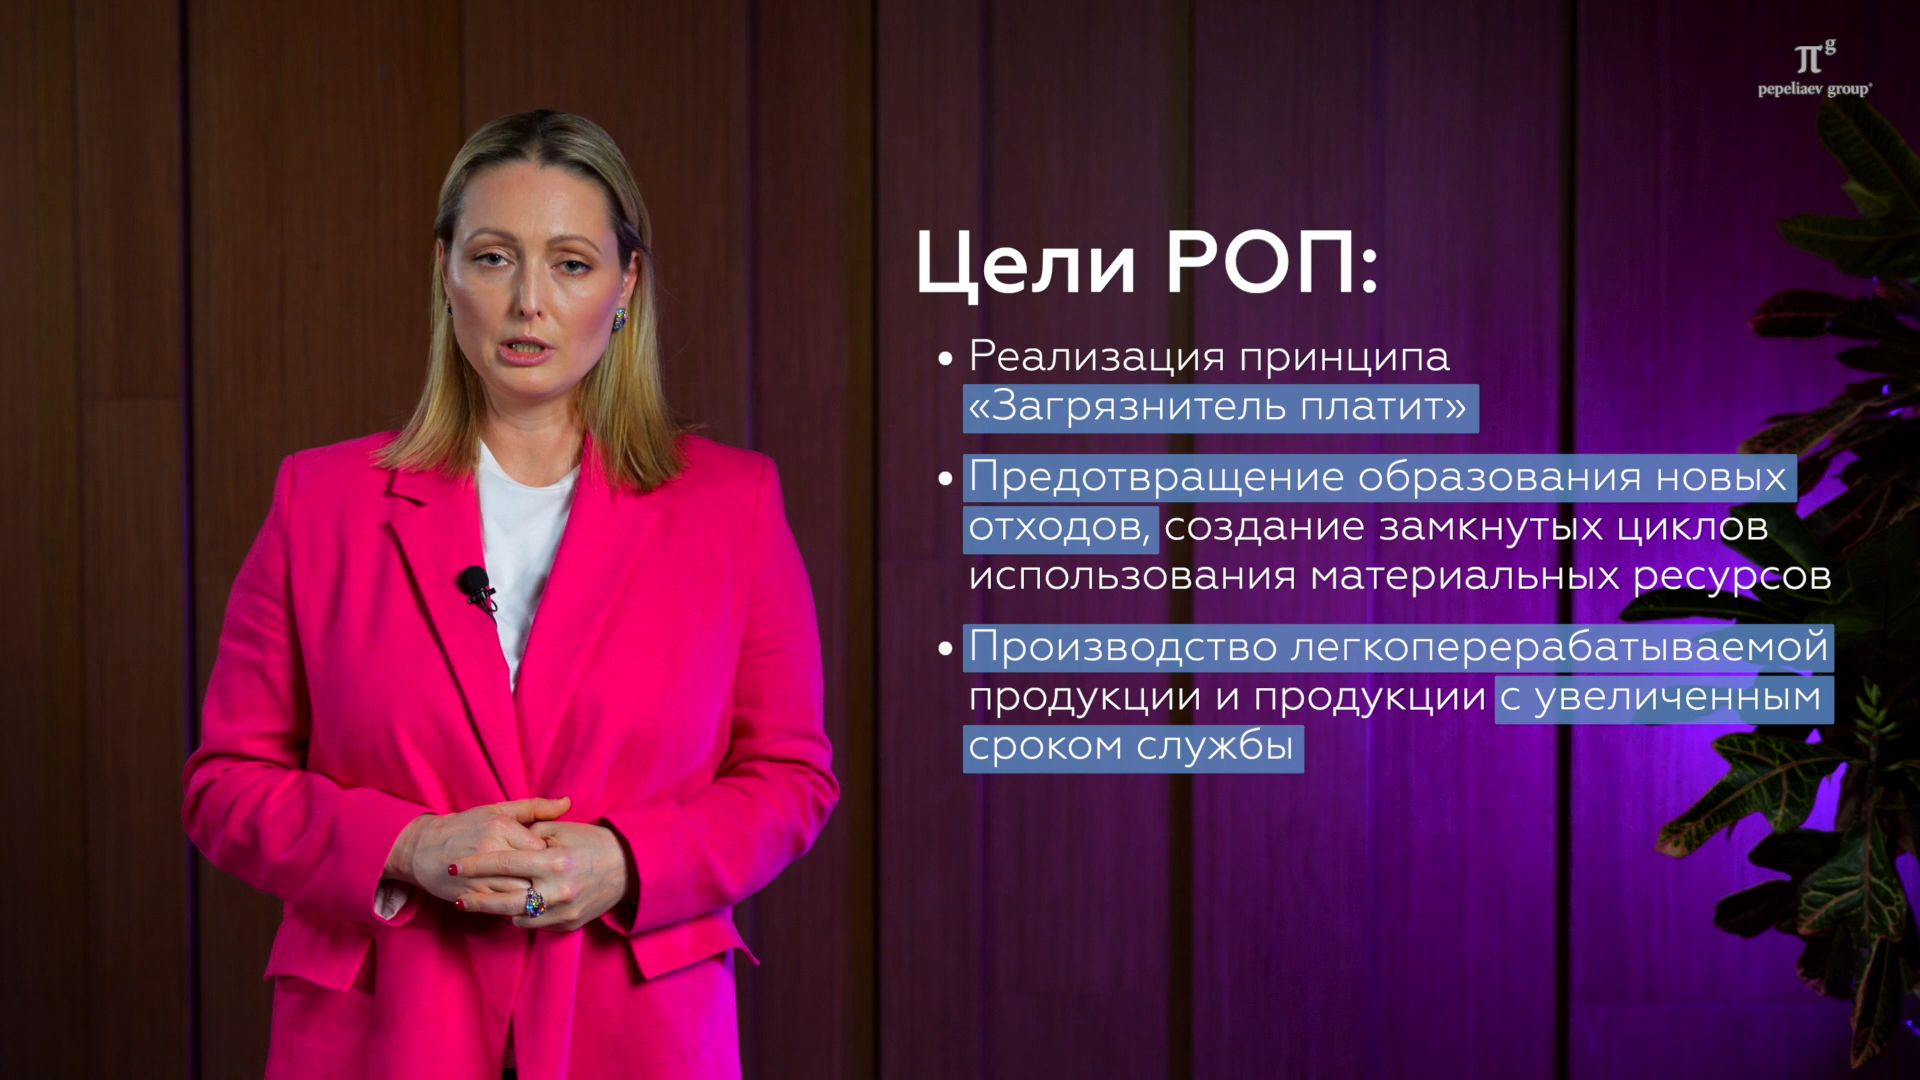 πg
pepeliaev group®
Цели РОП:
• Реализация принципа
«Загрязнитель платит»
• Предотвращение образования новых
отходов, создание замкнутых циклов
использования материальных ресурсов
• Производство легкоперерабатываемой
продукции и продукции с увеличенным
сроком службы